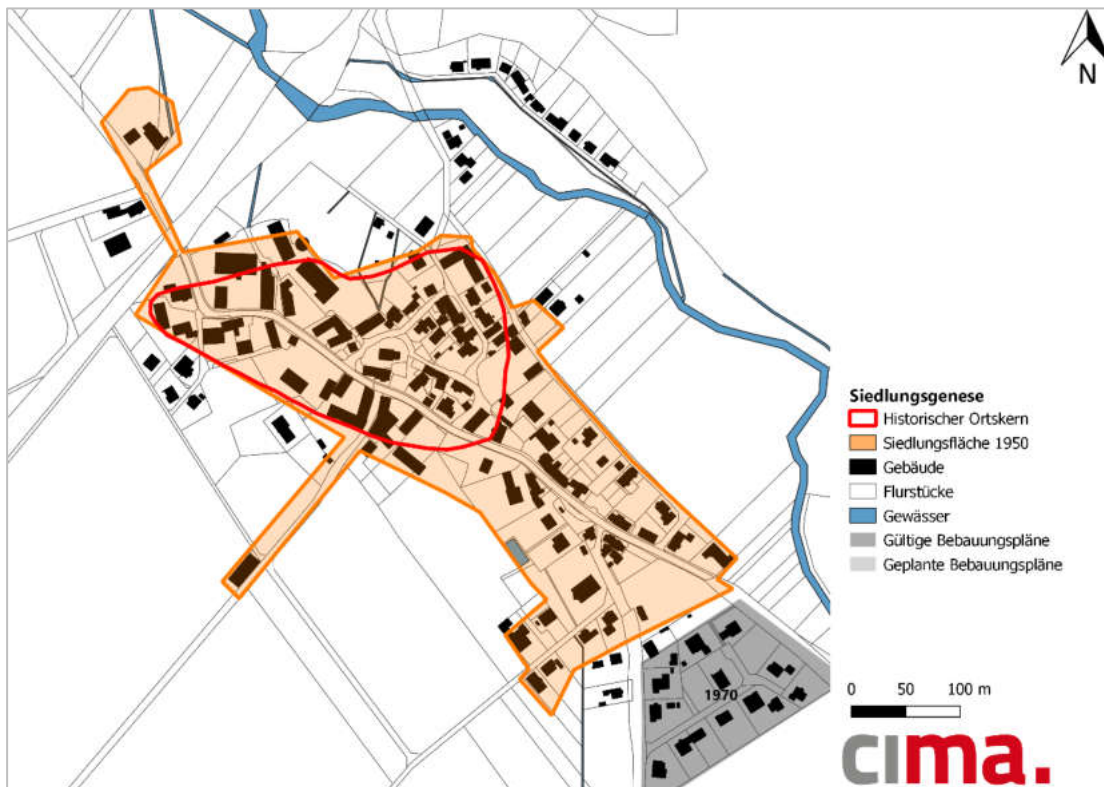 N
Siedlungsgenese
Historischer Ortskern
Siedlungsfläche 1950
Gebäude
Flurstücke
Gewässer
Gültige Bebauungspläne
Geplante Bebauungspläne
1970
0 50 100 m
cima.